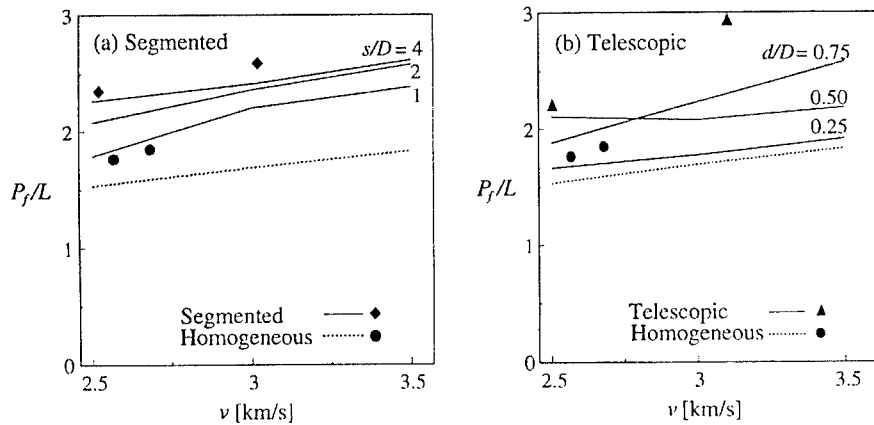 3
(a) Segmented
s/D = 4
2
2
1
P_f/L
1
Segmented
Homogeneous
0
2.5
3
3.5
ν [km/s]
3
(b) Telescopic
d/D = 0.75
0.50
2
0.25
P_f/L
1
Telescopic
Homogeneous
0
2.5
3
3.5
ν [km/s]